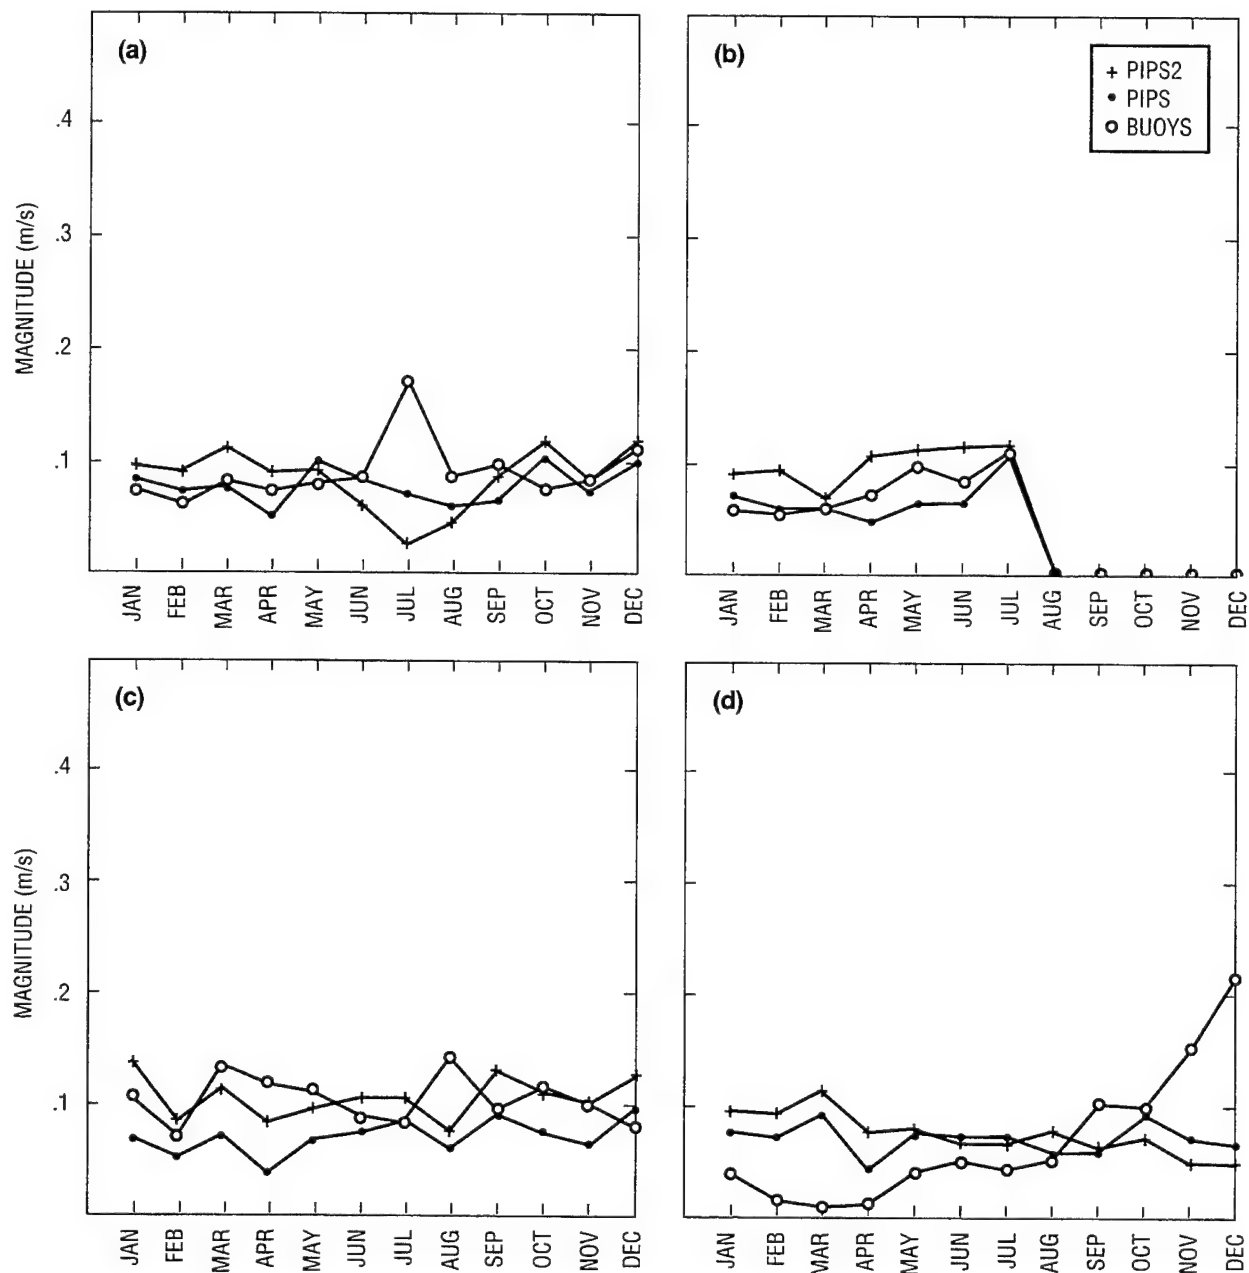 (a)
MAGNITUDE (m/s)
.4
.3
.2
.1
JAN FEB MAR APR MAY JUN JUL AUG SEP OCT NOV DEC
(b)
+ PIPS2
• PIPS
o BUOYS
JAN FEB MAR APR MAY JUN JUL AUG SEP OCT NOV DEC
(c)
MAGNITUDE (m/s)
.4
.3
.2
.1
JAN FEB MAR APR MAY JUN JUL AUG SEP OCT NOV DEC
(d)
JAN FEB MAR APR MAY JUN JUL AUG SEP OCT NOV DEC